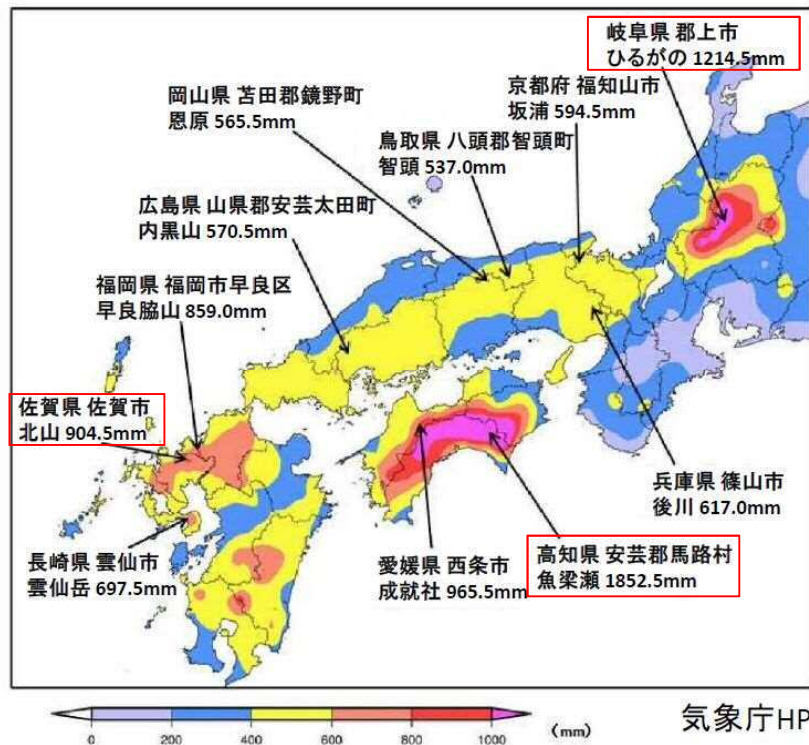 岐阜県 郡上市
ひるがの 1214.5mm
京都府 福知山市
坂浦 594.5mm
岡山県 苫田郡鏡野町
恩原 565.5mm
鳥取県 八頭郡智頭町
智頭 537.0mm
広島県 山県郡安芸太田町
内黒山 570.5mm
福岡県 福岡市早良区
早良脇山 859.0mm
佐賀県 佐賀市
北山 904.5mm
兵庫県 篠山市
後川 617.0mm
長崎県 雲仙市
雲仙岳 697.5mm
愛媛県 西条市
成就社 965.5mm
高知県 安芸郡馬路村
魚梁瀬 1852.5mm
0 200 400 600 800 1000 (mm)
気象庁HP